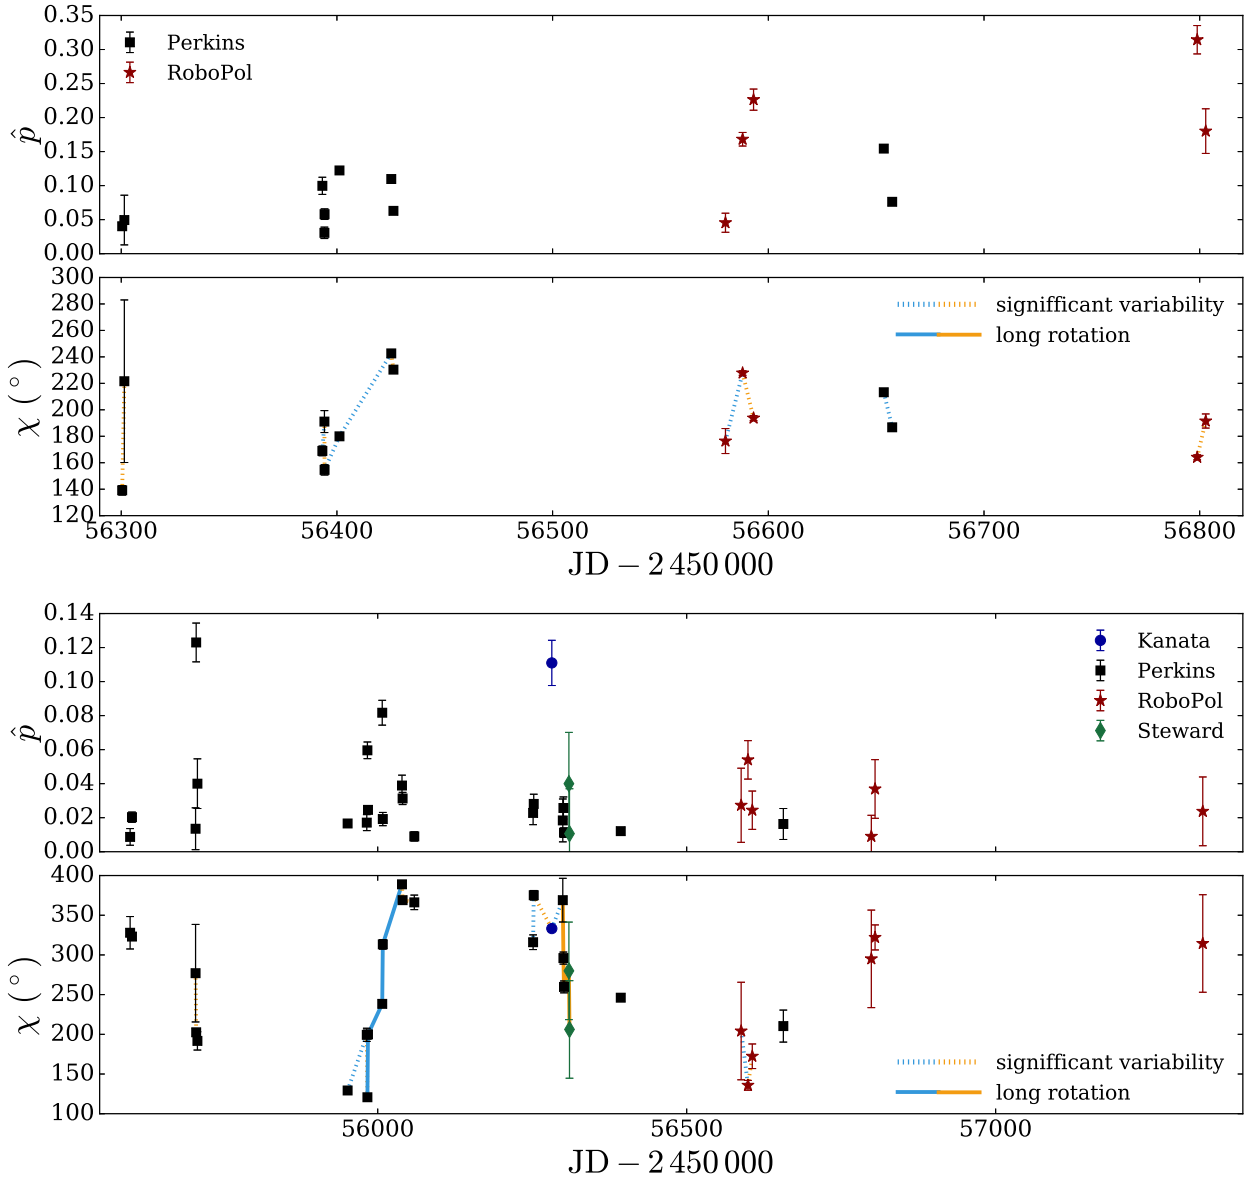 0.35
0.30
0.25
0.20
0.15
0.10
0.05
0.00
p̂
Perkins
RoboPol
300
280
260
240
220
200
180
160
140
120
χ (°)
signifficant variability
long rotation
56300 56400 56500 56600 56700 56800
JD − 2 450 000
0.14
0.12
0.10
0.08
0.06
0.04
0.02
0.00
p̂
Kanata
Perkins
RoboPol
Steward
400
350
300
250
200
150
100
χ (°)
signifficant variability
long rotation
56000 56500 57000
JD − 2 450 000